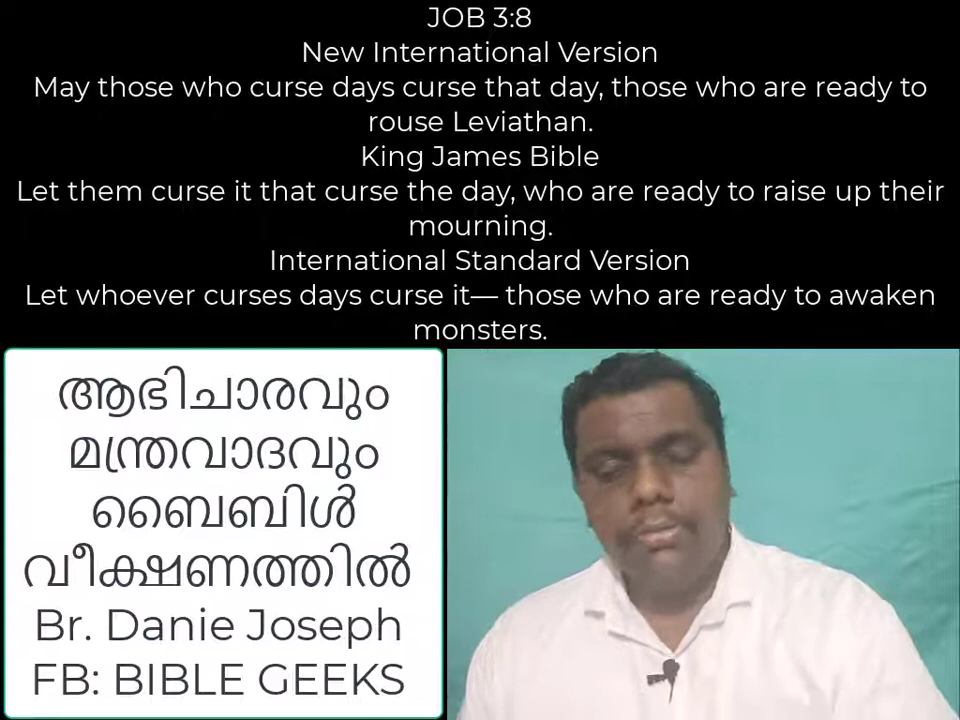 JOB 3:8
New International Version
May those who curse days curse that day, those who are ready to
rouse Leviathan.
King James Bible
Let them curse it that curse the day, who are ready to raise up their
mourning.
International Standard Version
Let whoever curses days curse it— those who are ready to awaken
monsters.
ആഭിചാരവും
മന്ത്രവാദവും
ബൈബിൾ
വീക്ഷണത്തിൽ
Br. Danie Joseph
FB: BIBLE GEEKS